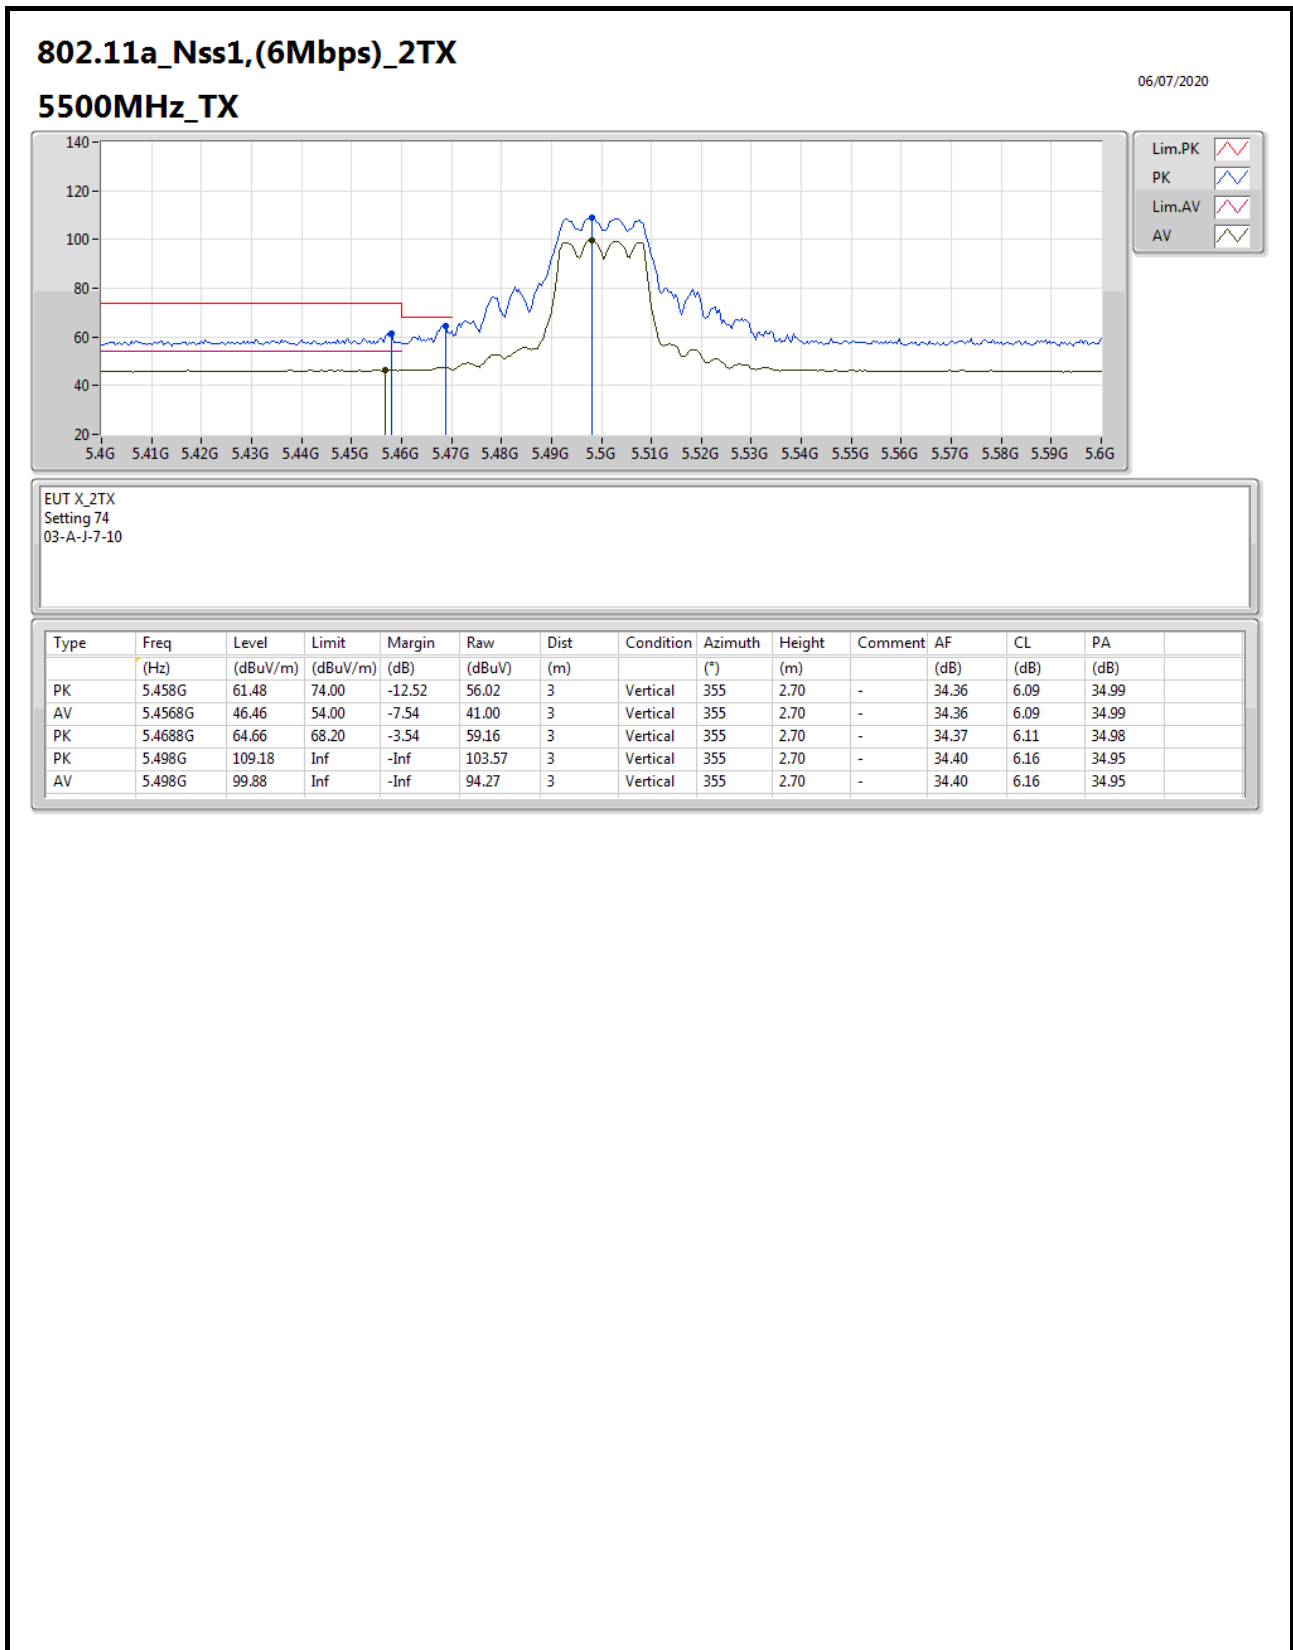 802.11a_Nss1,(6Mbps)_2TX
06/07/2020
5500MHz_TX
140
120
100
80
60
40
20
5.4G 5.41G 5.42G 5.43G 5.44G 5.45G 5.46G 5.47G 5.48G 5.49G 5.5G 5.51G 5.52G 5.53G 5.54G 5.55G 5.56G 5.57G 5.58G 5.59G 5.6G
Lim.PK
PK
Lim.AV
AV
EUT X_2TX
Setting 74
03-A-J-7-10
Type Freq Level Limit Margin Raw Dist Condition Azimuth Height Comment AF CL PA
(Hz) (dBuV/m) (dBuV/m) (dB) (dBuV) (m) (°) (m) (dB) (dB) (dB)
PK 5.458G 61.48 74.00 -12.52 56.02 3 Vertical 355 2.70 - 34.36 6.09 34.99
AV 5.4568G 46.46 54.00 -7.54 41.00 3 Vertical 355 2.70 - 34.36 6.09 34.99
PK 5.4688G 64.66 68.20 -3.54 59.16 3 Vertical 355 2.70 - 34.37 6.11 34.98
PK 5.498G 109.18 Inf -Inf 103.57 3 Vertical 355 2.70 - 34.40 6.16 34.95
AV 5.498G 99.88 Inf -Inf 94.27 3 Vertical 355 2.70 - 34.40 6.16 34.95